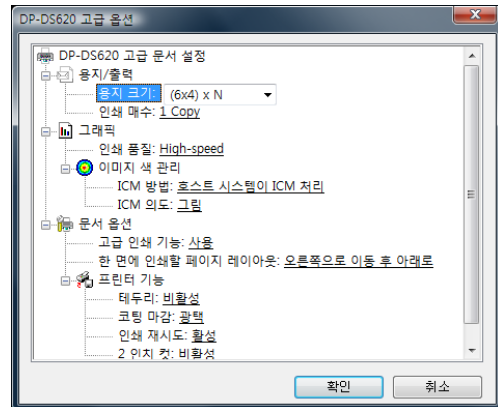 DP-DS620 고급 옵션
DP-DS620 고급 문서 설정
용지/출력
용지 크기: (6x4) x N
인쇄 매수: 1 Copy
그래픽
인쇄 품질: High-speed
이미지 색 관리
ICM 방법: 호스트 시스템이 ICM 처리
ICM 의도: 그림
문서 옵션
고급 인쇄 기능: 사용
한 면에 인쇄할 페이지 레이아웃: 오른쪽으로 이동 후 아래로
프린터 기능
테두리: 비활성
코팅 마감: 광택
인쇄 재시도: 활성
2 인치 컷: 비활성
확인 취소